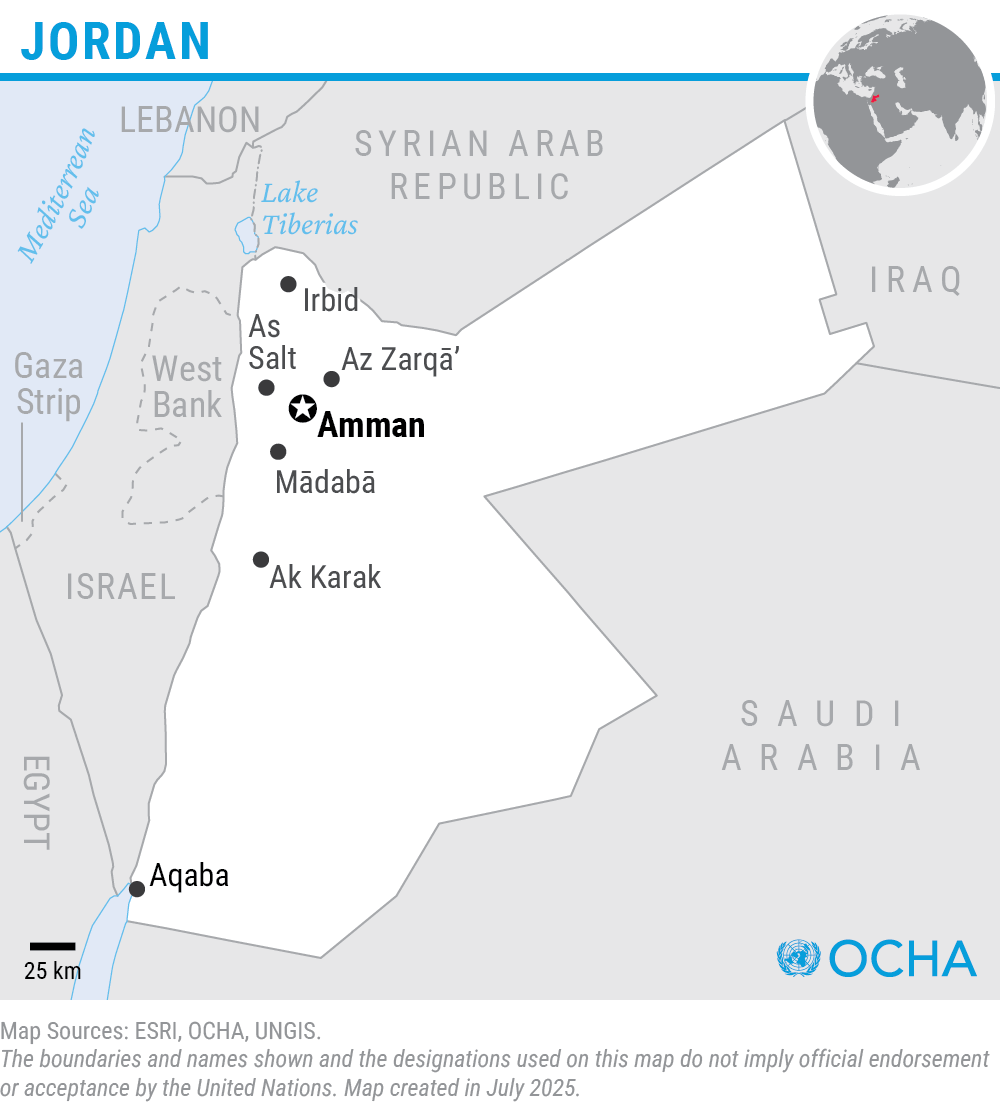 JORDAN
LEBANON
SYRIAN ARAB
REPUBLIC
Mediterrean
Sea
Lake
Tiberias
IRAQ
Irbid
As
Salt
Az Zarqā’
Gaza
Strip
West
Bank
Amman
Mādabā
Ak Karak
ISRAEL
SAUDI
ARABIA
EGYPT
Aqaba
25 km
OCHA
Map Sources: ESRI, OCHA, UNGIS.
The boundaries and names shown and the designations used on this map do not imply official endorsement
or acceptance by the United Nations. Map created in July 2025.